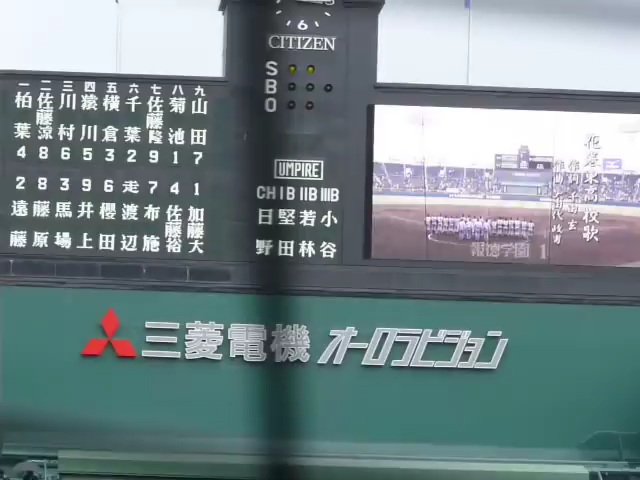 6
CITIZEN
S
B
O
UMPIRE
CH IB IIB IIIB
日野 堅田 若林 小谷
一 二 三 四 五 六 七 八 九
柏葉 佐藤涼 川村 猿川 横倉 千葉 佐藤隆 菊池 山田
4 8 6 5 3 2 9 1 7
2 8 3 9 6 走 7 4 1
遠藤 藤原 馬場 井上 櫻田 渡辺 布施 佐藤裕 加藤大
花巻東高校歌
報徳学園 1
三菱電機 オーロラビジョン